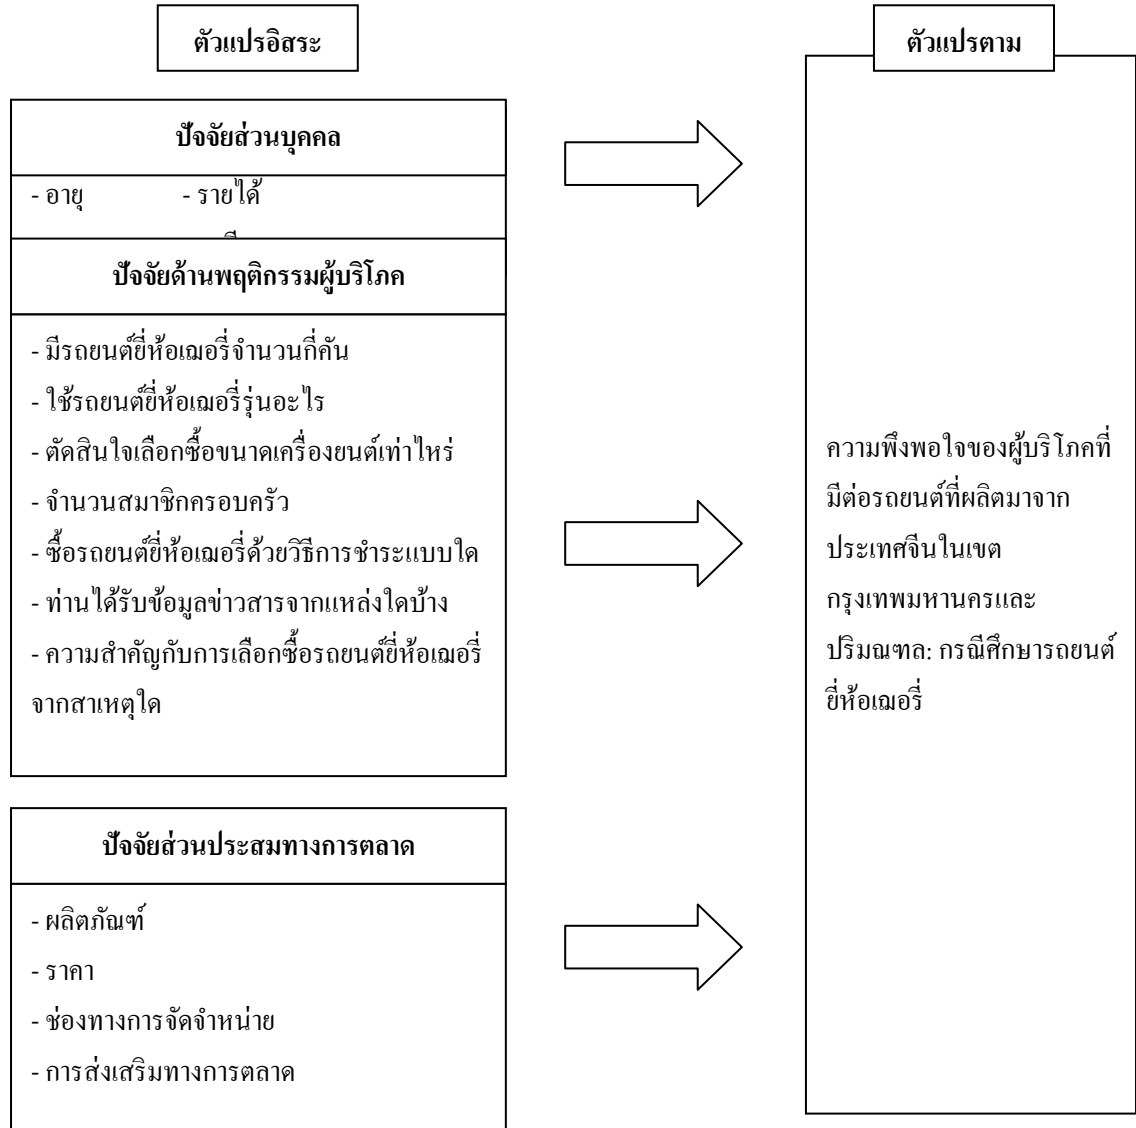 ตัวแปรอิสระ
ตัวแปรตาม
ปัจจัยส่วนบุคคล
- อายุ - รายได้
ปัจจัยด้านพฤติกรรมผู้บริโภค
- มีรถยนต์ยี่ห้อเฌอรี่จำนวนกี่คัน
- ใช้รถยนต์ยี่ห้อเฌอรี่รุ่นอะไร
- ตัดสินใจเลือกซื้อขนาดเครื่องยนต์เท่าไหร่
- จำนวนสมาชิกครอบครัว
- ซื้อรถยนต์ยี่ห้อเฌอรี่ด้วยวิธีการชำระแบบใด
- ท่านได้รับข้อมูลข่าวสารจากแหล่งใดบ้าง
- ความสำคัญกับการเลือกซื้อรถยนต์ยี่ห้อเฌอรี่
จากสาเหตุใด
ปัจจัยส่วนประสมทางการตลาด
- ผลิตภัณฑ์
- ราคา
- ช่องทางการจัดจำหน่าย
- การส่งเสริมทางการตลาด
ความพึงพอใจของผู้บริโภคที่
มีต่อรถยนต์ที่ผลิตมาจาก
ประเทศจีนในเขต
กรุงเทพมหานครและ
ปริมณฑล: กรณีศึกษารถยนต์
ยี่ห้อเฌอรี่